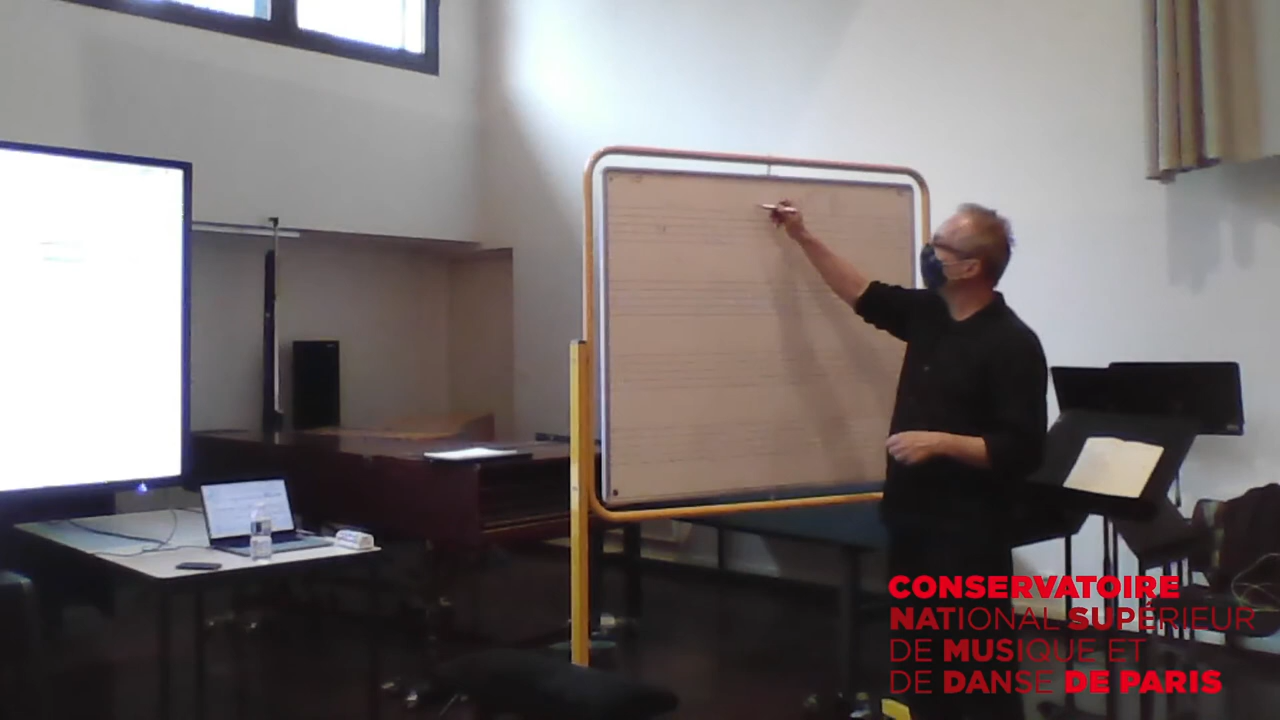 CONSERVATOIRE
NATIONAL SUPÉRIEUR
DE MUSIQUE ET
DE DANSE DE PARIS